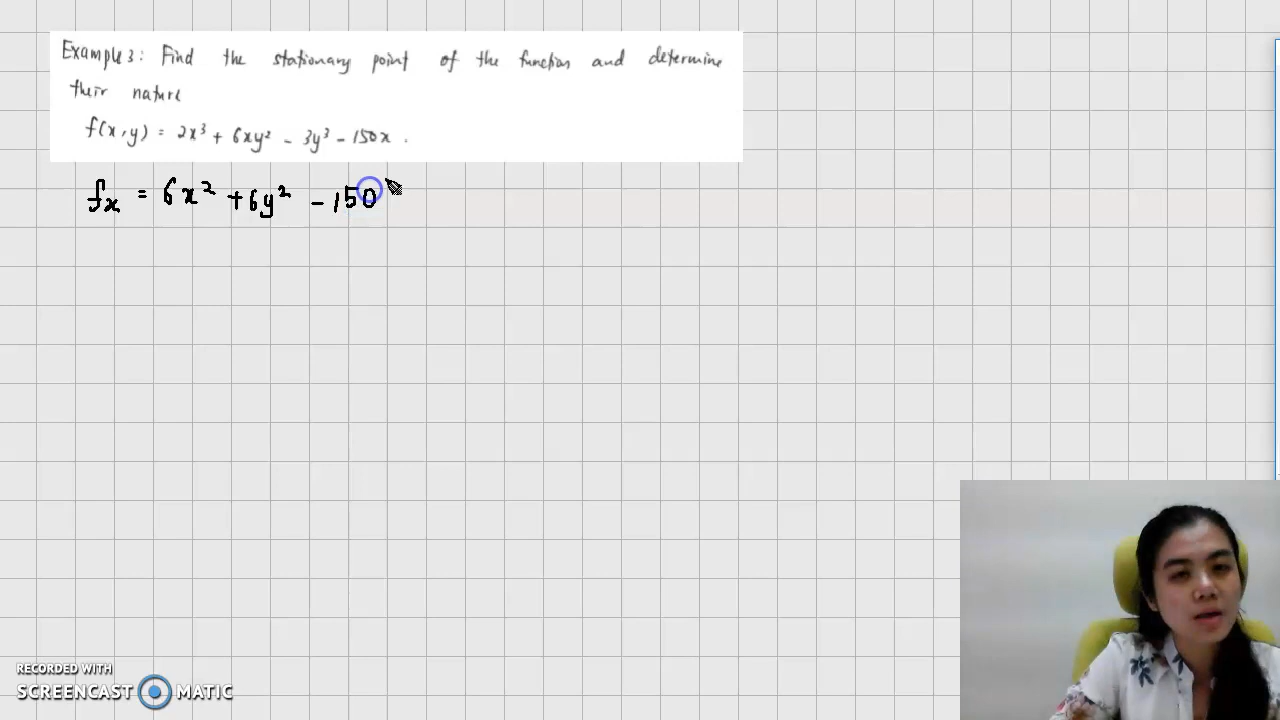 Example 3: Find the stationary point of the function and determine
their nature
f(x,y) = 2x³ + 6xy² - 3y³ - 150x.
fx = 6x² + 6y² - 150
RECORDED WITH
SCREENCAST MATIC